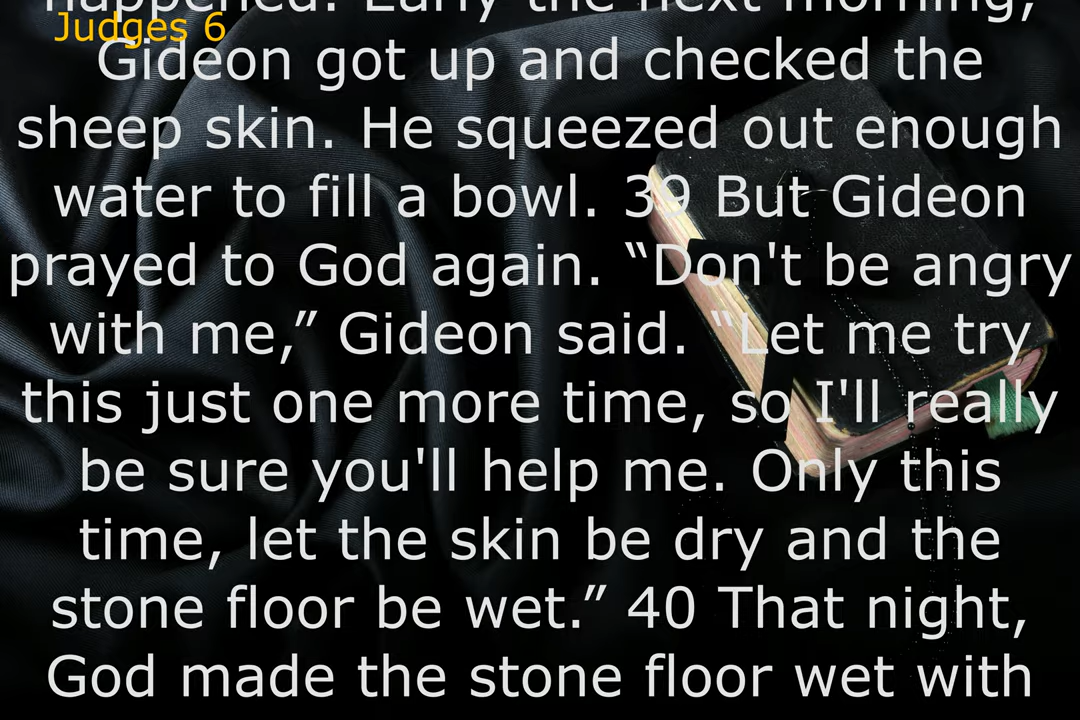 happened. Early the next morning,
Judges 6
Gideon got up and checked the
sheep skin. He squeezed out enough
water to fill a bowl. 39 But Gideon
prayed to God again. “Don't be angry
with me,” Gideon said. “Let me try
this just one more time, so I'll really
be sure you'll help me. Only this
time, let the skin be dry and the
stone floor be wet.” 40 That night,
God made the stone floor wet with